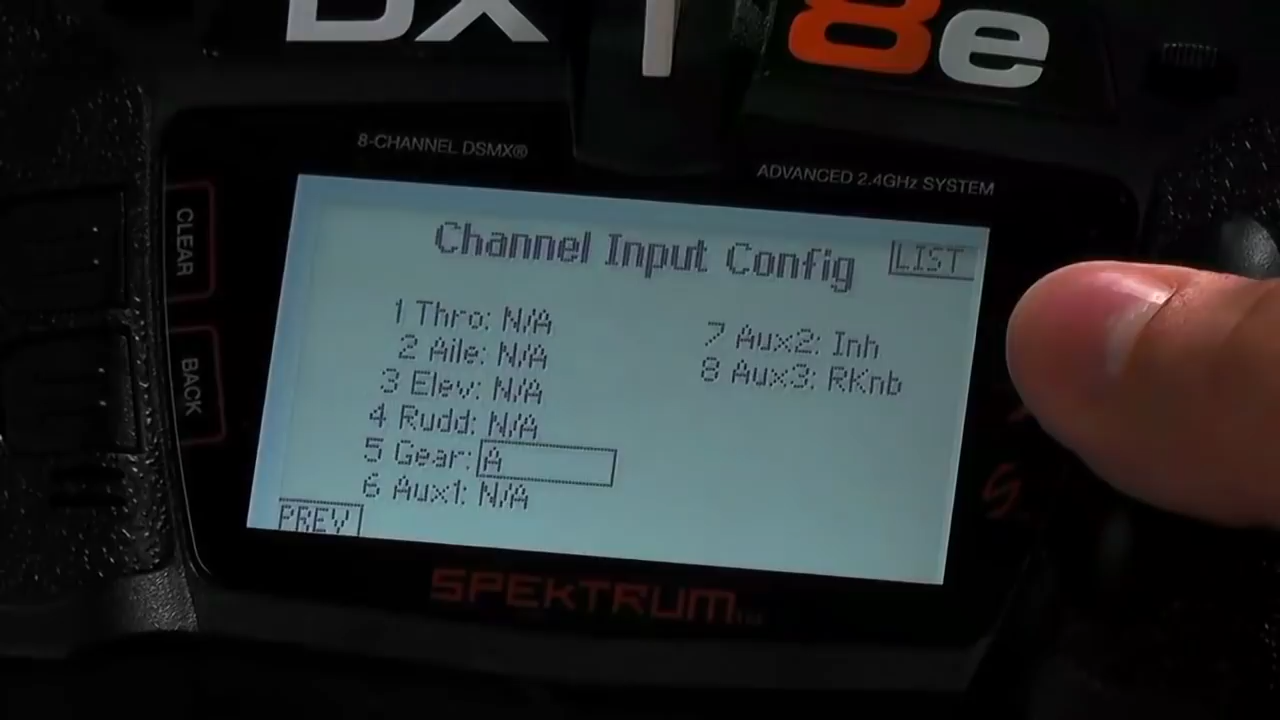 DX 8e
8-CHANNEL DSMX®
ADVANCED 2.4GHz SYSTEM
CLEAR
BACK
Channel Input Config
LIST
1 Thro: N/A
2 Aile: N/A
3 Elev: N/A
4 Rudd: N/A
5 Gear: A
6 Aux1: N/A
7 Aux2: Inh
8 Aux3: RKnb
PREV
SPEKTRUM